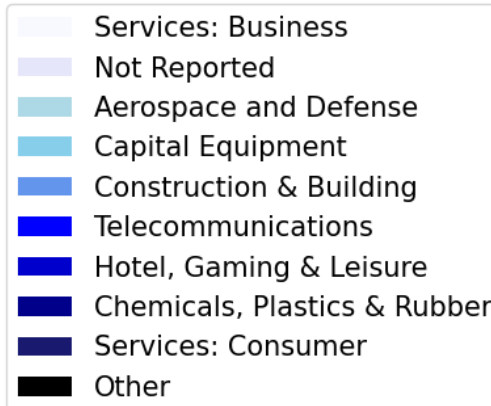 Services: Business
Not Reported
Aerospace and Defense
Capital Equipment
Construction & Building
Telecommunications
Hotel, Gaming & Leisure
Chemicals, Plastics & Rubber
Services: Consumer
Other